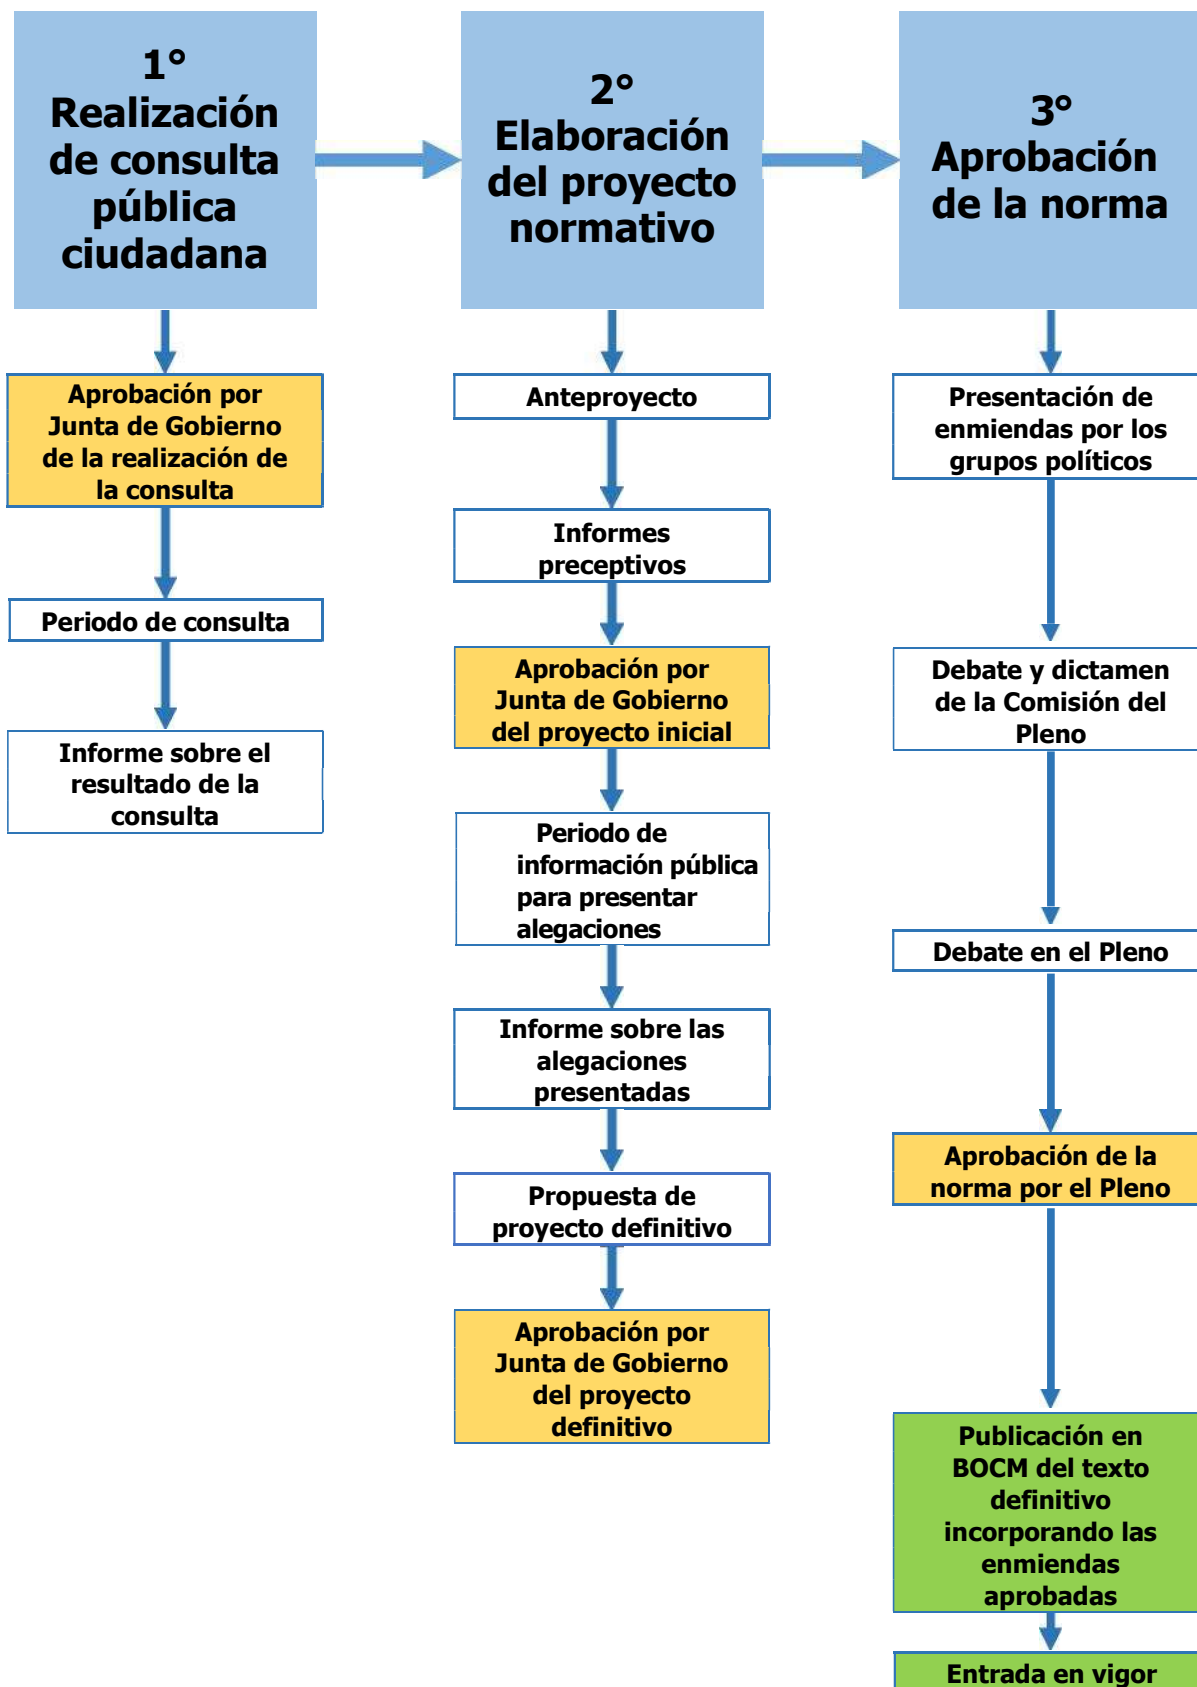 1°
Realización
de consulta
pública
ciudadana
2°
Elaboración
del proyecto
normativo
3°
Aprobación
de la norma
Aprobación por
Junta de Gobierno
de la realización de
la consulta
Periodo de consulta
Informe sobre el
resultado de la
consulta
Anteproyecto
Informes
preceptivos
Aprobación por
Junta de Gobierno
del proyecto inicial
Periodo de
información pública
para presentar
alegaciones
Informe sobre las
alegaciones
presentadas
Propuesta de
proyecto definitivo
Aprobación por
Junta de Gobierno
del proyecto
definitivo
Presentación de
enmiendas por los
grupos políticos
Debate y dictamen
de la Comisión del
Pleno
Debate en el Pleno
Aprobación de la
norma por el Pleno
Publicación en
BOCM del texto
definitivo
incorporando las
enmiendas
aprobadas
Entrada en vigor